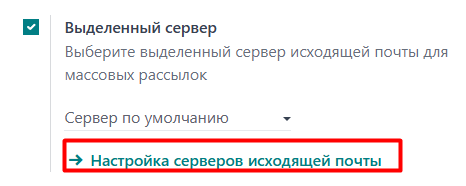 Выделенный сервер
Выберите выделенный сервер исходящей почты для
массовых рассылок
Сервер по умолчанию
Настройка серверов исходящей почты